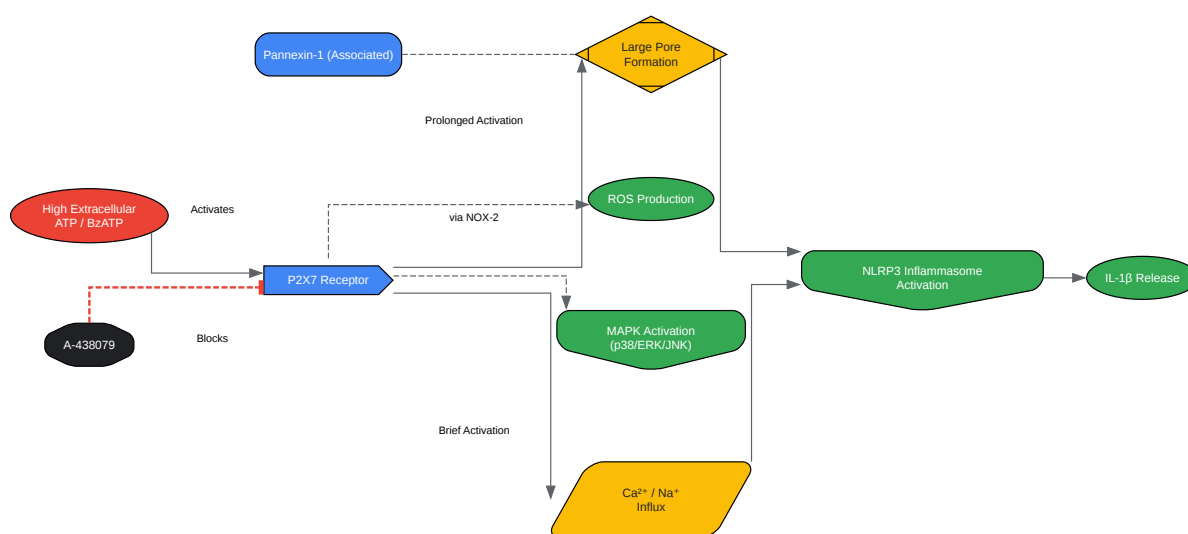 Pannexin-1 (Associated)
Large Pore
Formation
Prolonged Activation
ROS Production
High Extracellular
ATP / BzATP
Activates
via NOX-2
P2X7 Receptor
NLRP3 Inflammasome
Activation
IL-1β Release
MAPK Activation
(p38/ERK/JNK)
Blocks
A-438079
Brief Activation
Ca²⁺ / Na⁺
Influx